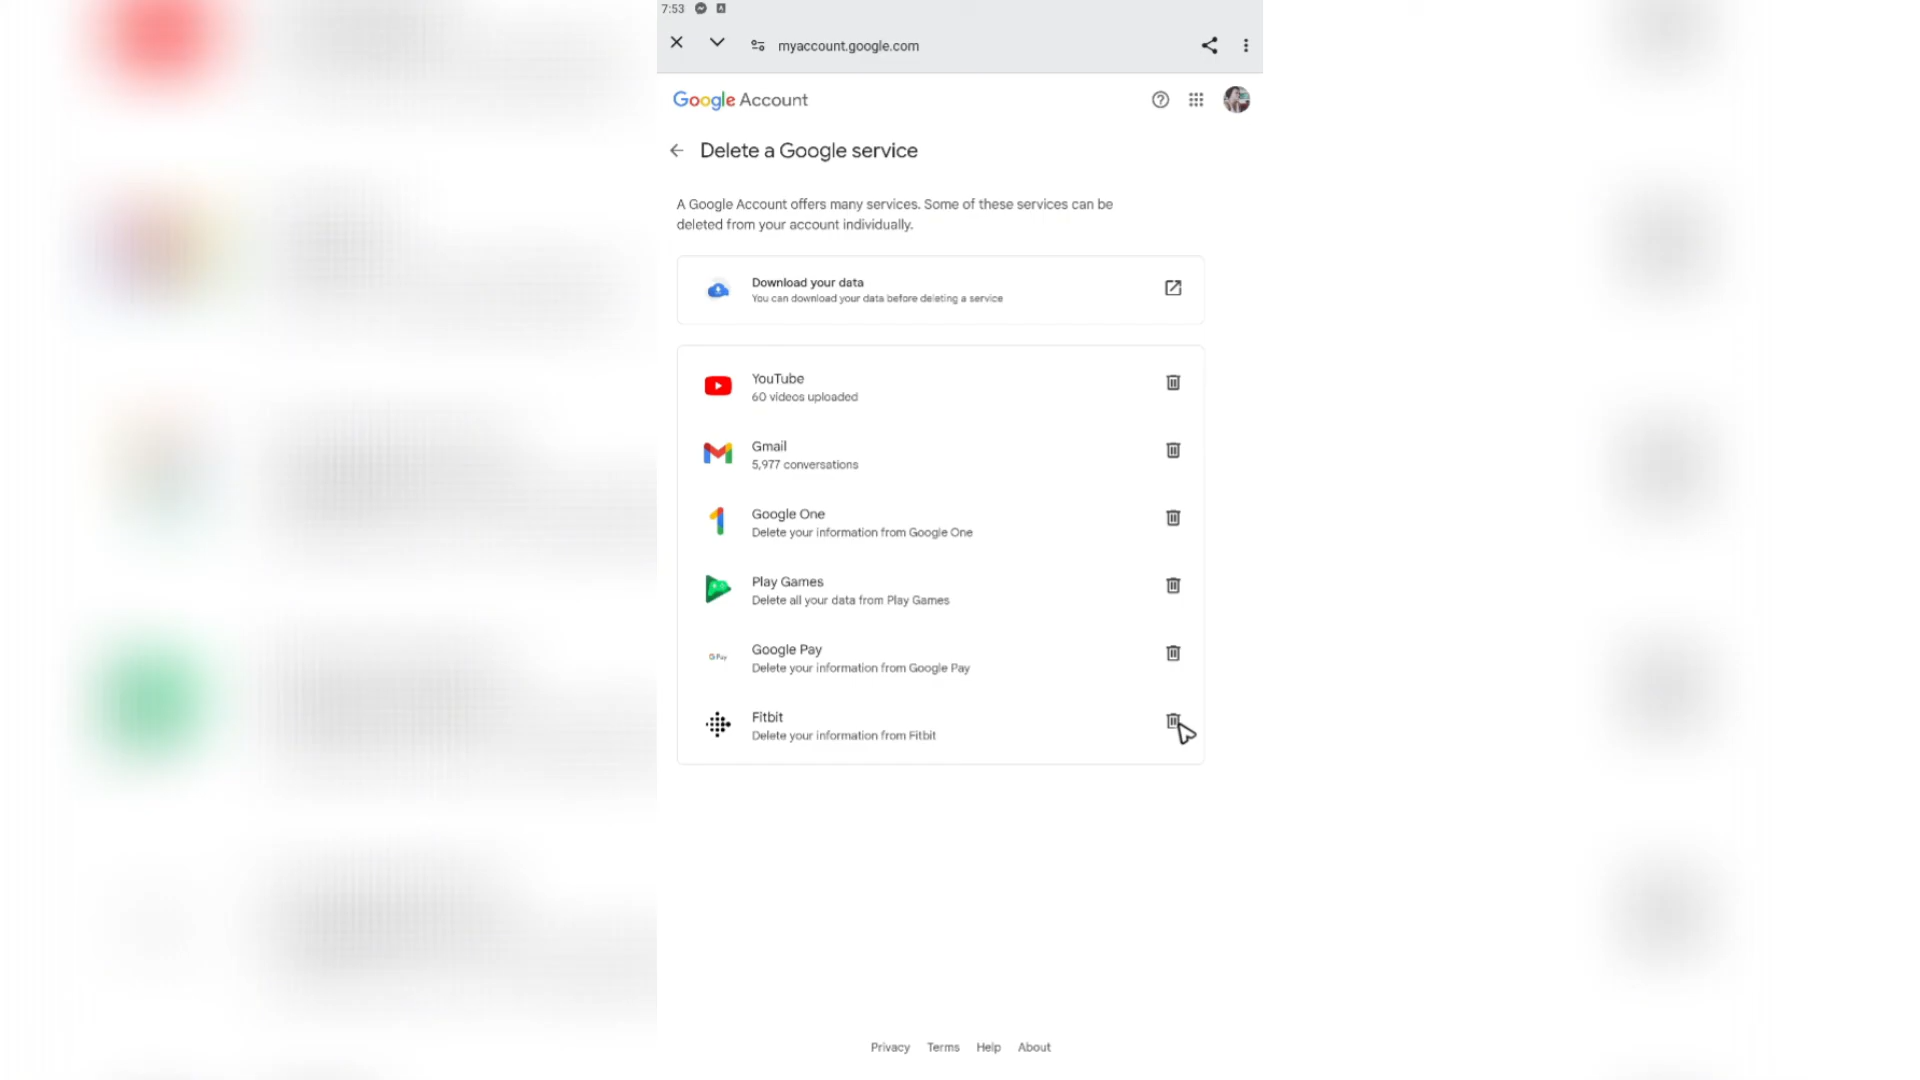 7:53
myaccount.google.com
Google Account
Delete a Google service
A Google Account offers many services. Some of these services can be
deleted from your account individually.
Download your data
You can download your data before deleting a service
YouTube
60 videos uploaded
Gmail
5,977 conversations
Google One
Delete your information from Google One
Play Games
Delete all your data from Play Games
G Pay
Google Pay
Delete your information from Google Pay
Fitbit
Delete your information from Fitbit
Privacy Terms Help About